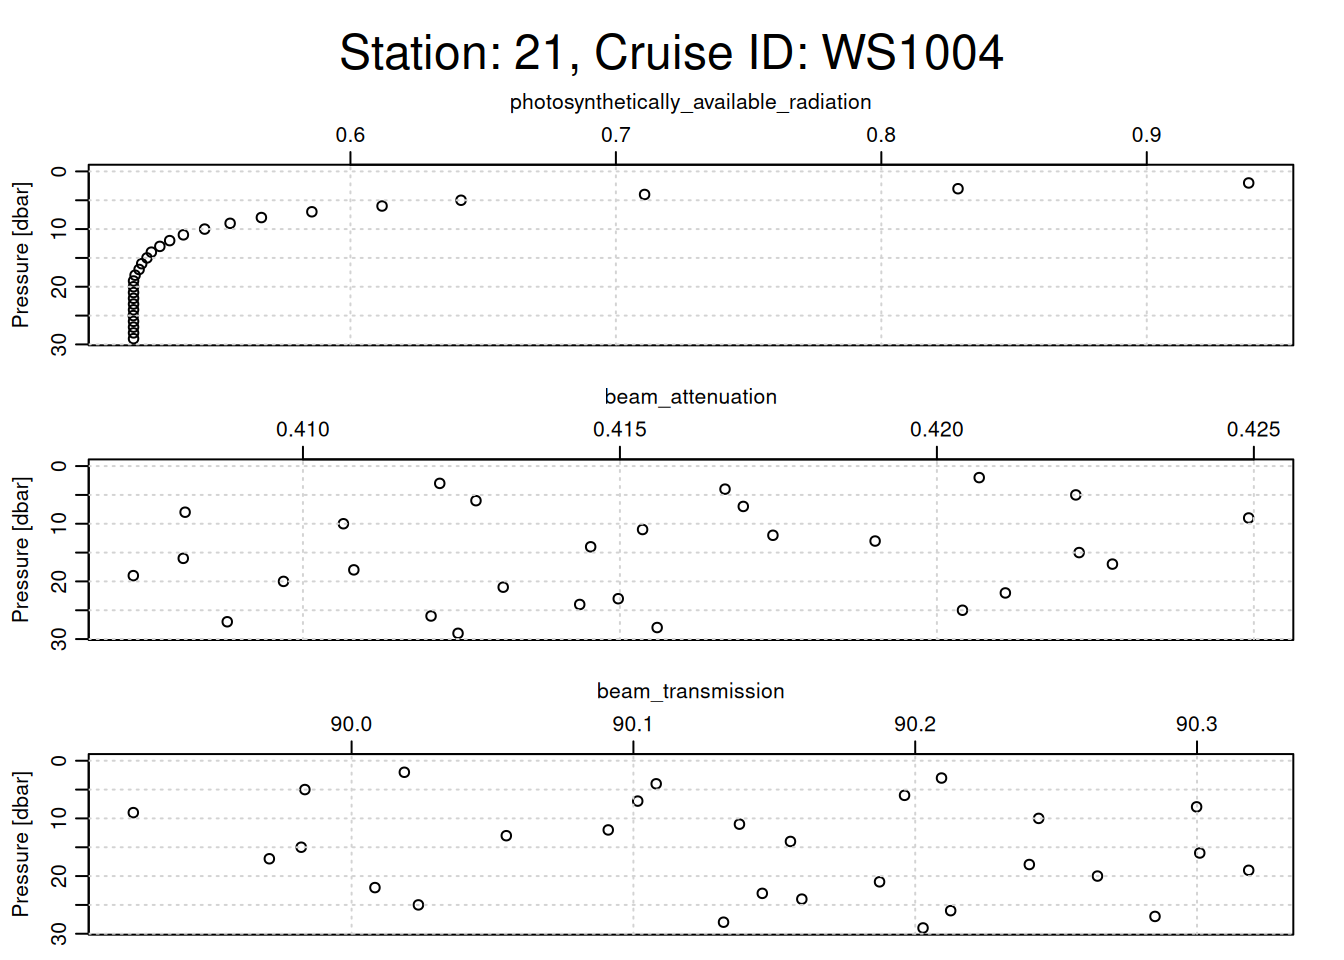 Station: 21, Cruise ID: WS1004
photosynthetically_available_radiation
0.6 0.7 0.8 0.9
Pressure [dbar]
0
10
20
30
beam_attenuation
0.410 0.415 0.420 0.425
Pressure [dbar]
0
10
20
30
beam_transmission
90.0 90.1 90.2 90.3
Pressure [dbar]
0
10
20
30